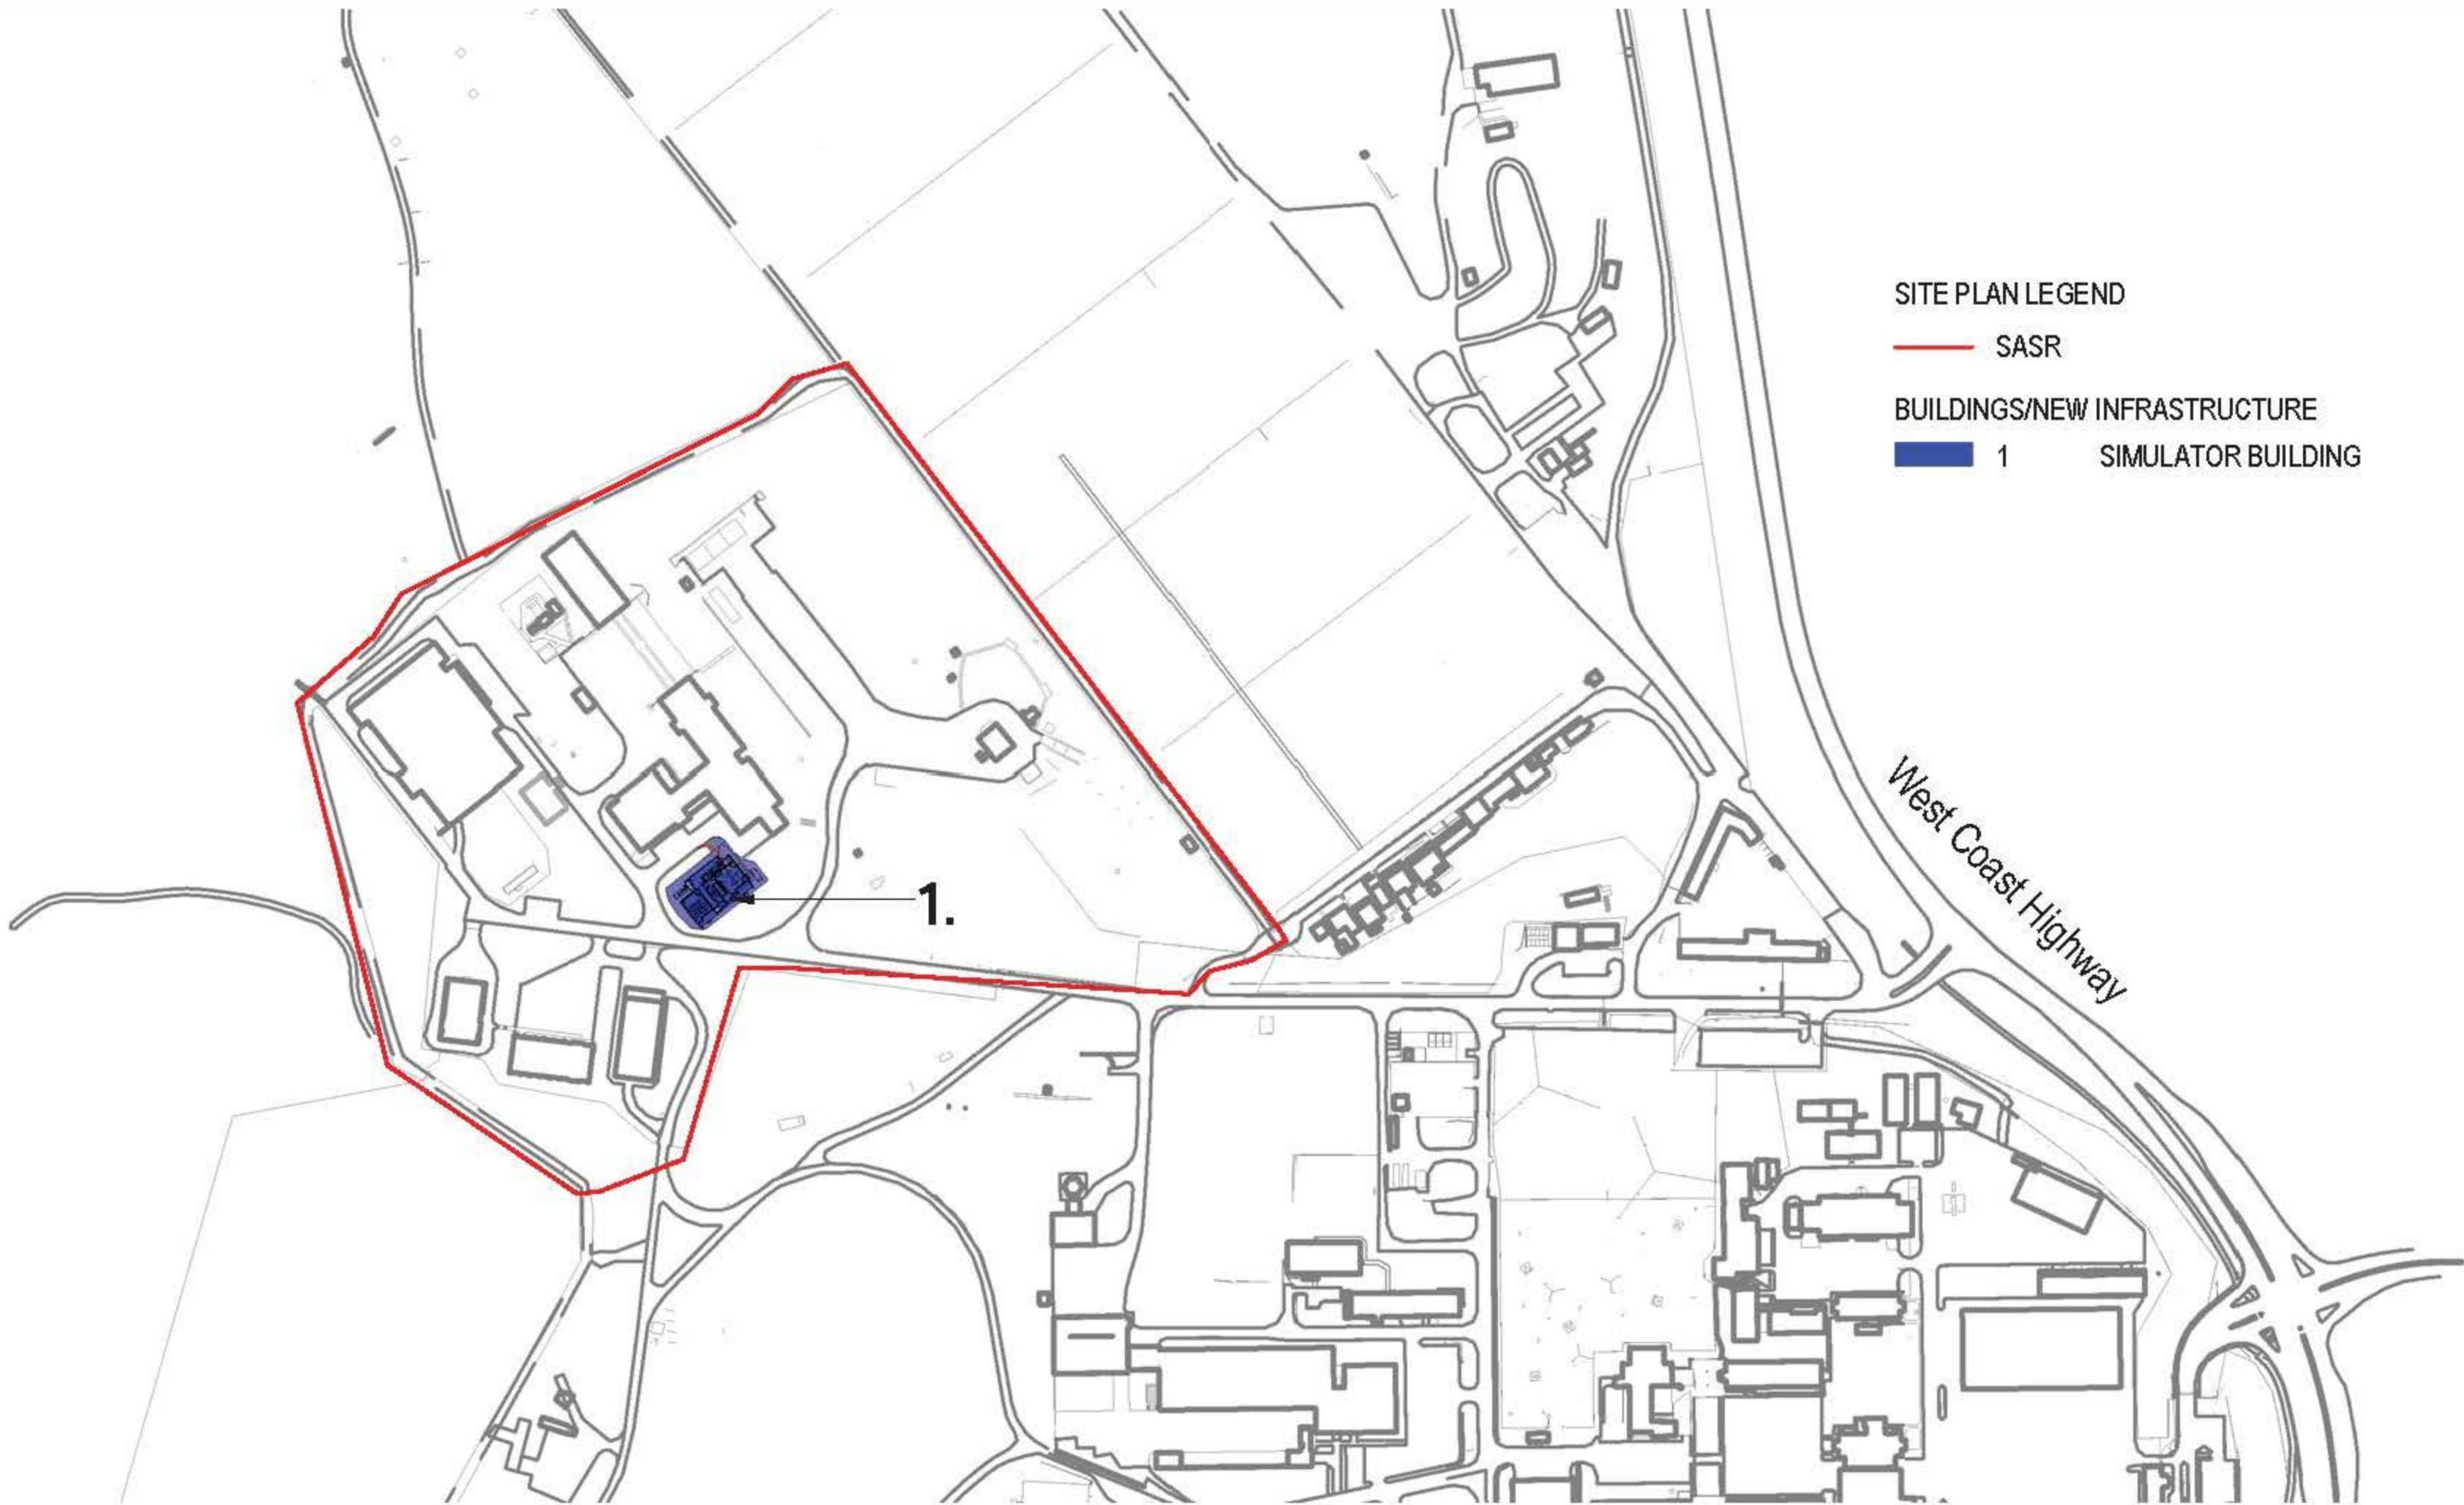 SITE PLAN LEGEND
SASR
BUILDINGS/NEW INFRASTRUCTURE
1 SIMULATOR BUILDING
West Coast Highway
1.